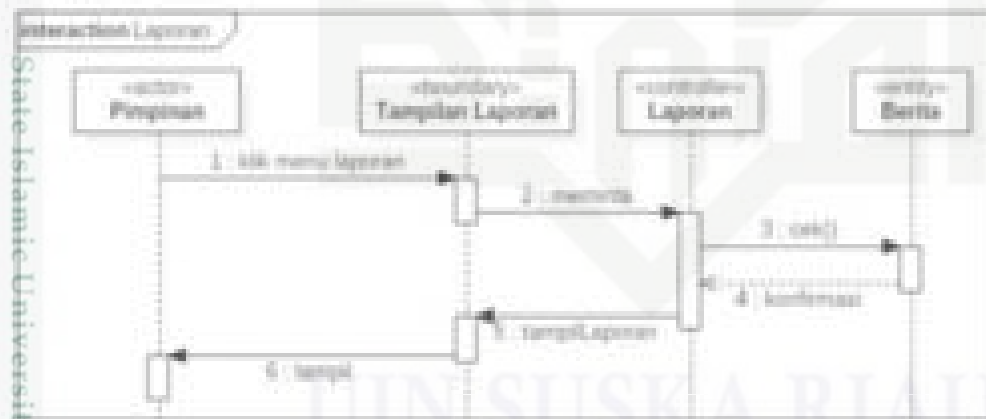 interaction Laporan
«actor»
Pimpinan
«boundary»
Tampilan Laporan
«controller»
Laporan
«entity»
Berita
1 : klik menu laporan
2 : meminta
3 : cek()
4 : konfirmasi
5 : tampilLaporan
6 : tampil
State Islamic Universi
UIN SUSKA RIAU